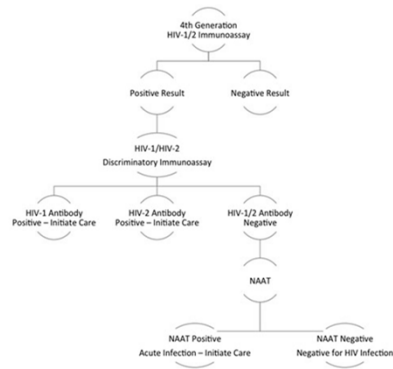 4th Generation
HIV-1/2 Immunoassay
Positive Result
Negative Result
HIV-1/HIV-2
Discriminatory Immunoassay
HIV-1 Antibody
Positive – Initiate Care
HIV-2 Antibody
Positive – Initiate Care
HIV-1/2 Antibody
Negative
NAAT
NAAT Positive
Acute Infection – Initiate Care
NAAT Negative
Negative for HIV Infection